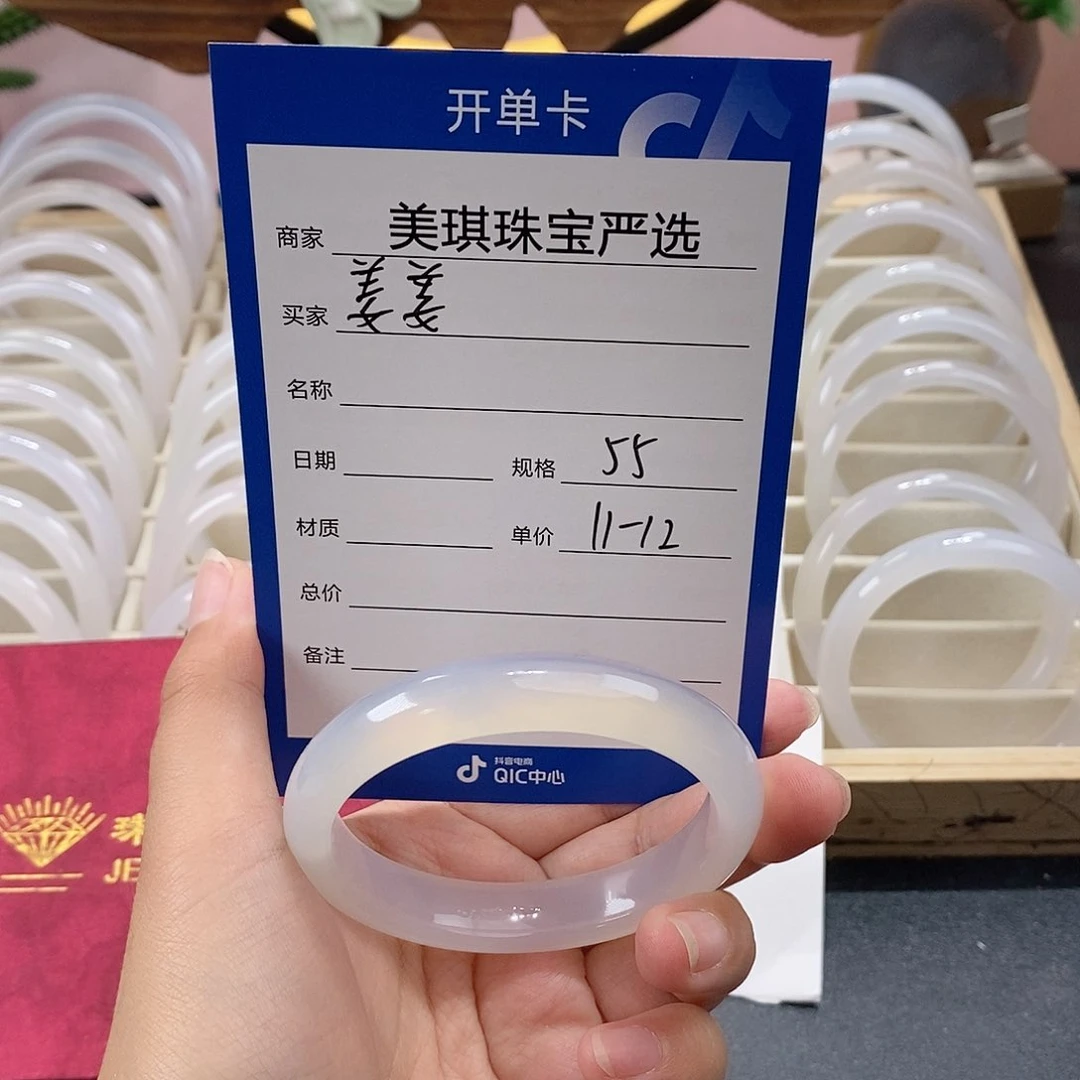 开单卡
商家 美琪珠宝严选
买家
名称
日期 规格 55
材质 单价 11-12
总价
备注
抖音电商
QIC中心
珠
JE